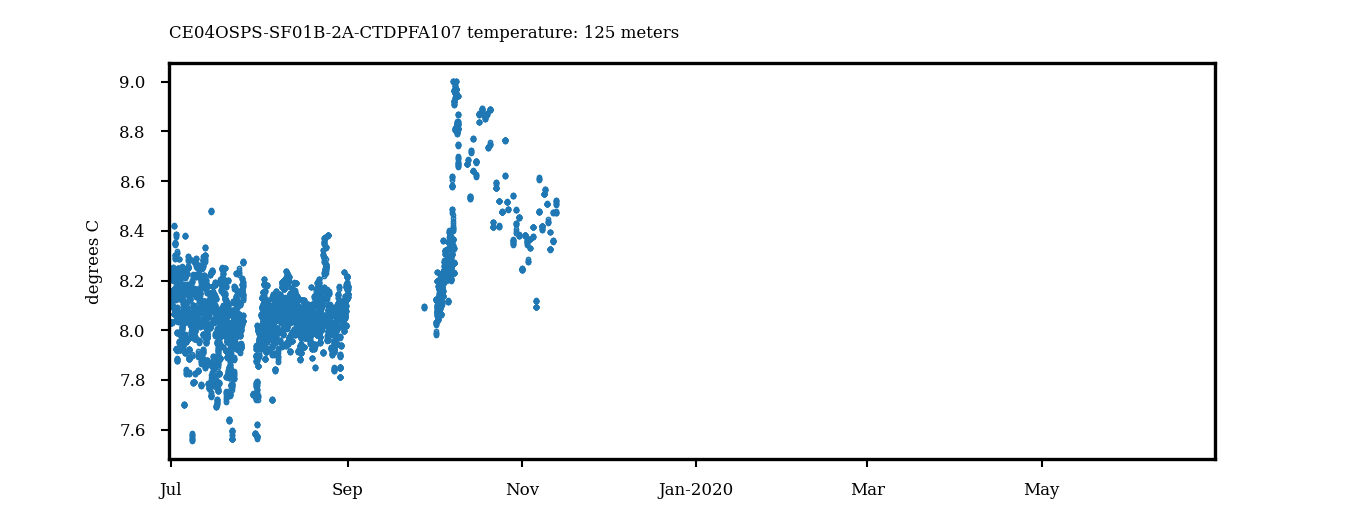 CE04OSPS-SF01B-2A-CTDPFA107 temperature: 125 meters
9.0
8.8
8.6
8.4
8.2
8.0
7.8
7.6
degrees C
Jul
Sep
Nov
Jan-2020
Mar
May